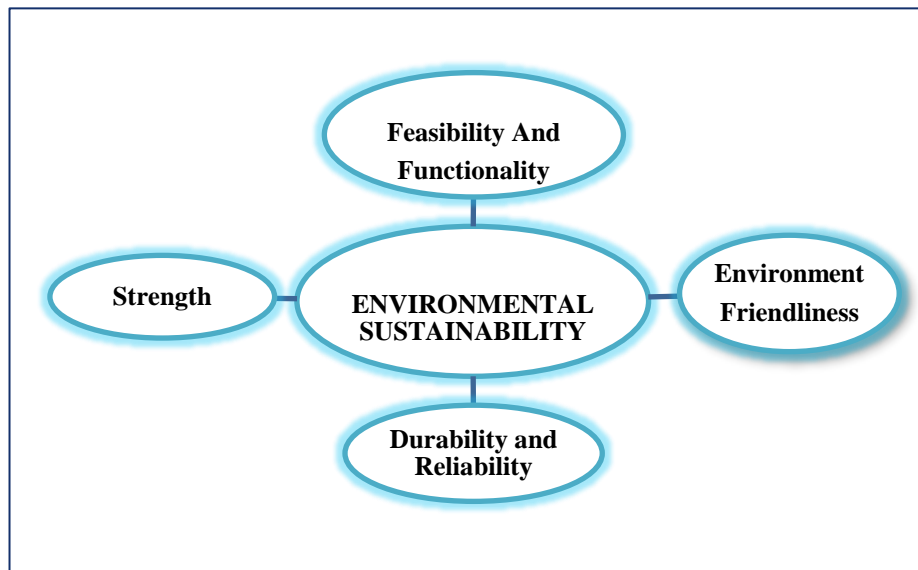 Feasibility And
Functionality
Strength
ENVIRONMENTAL
SUSTAINABILITY
Environment
Friendliness
Durability and
Reliability